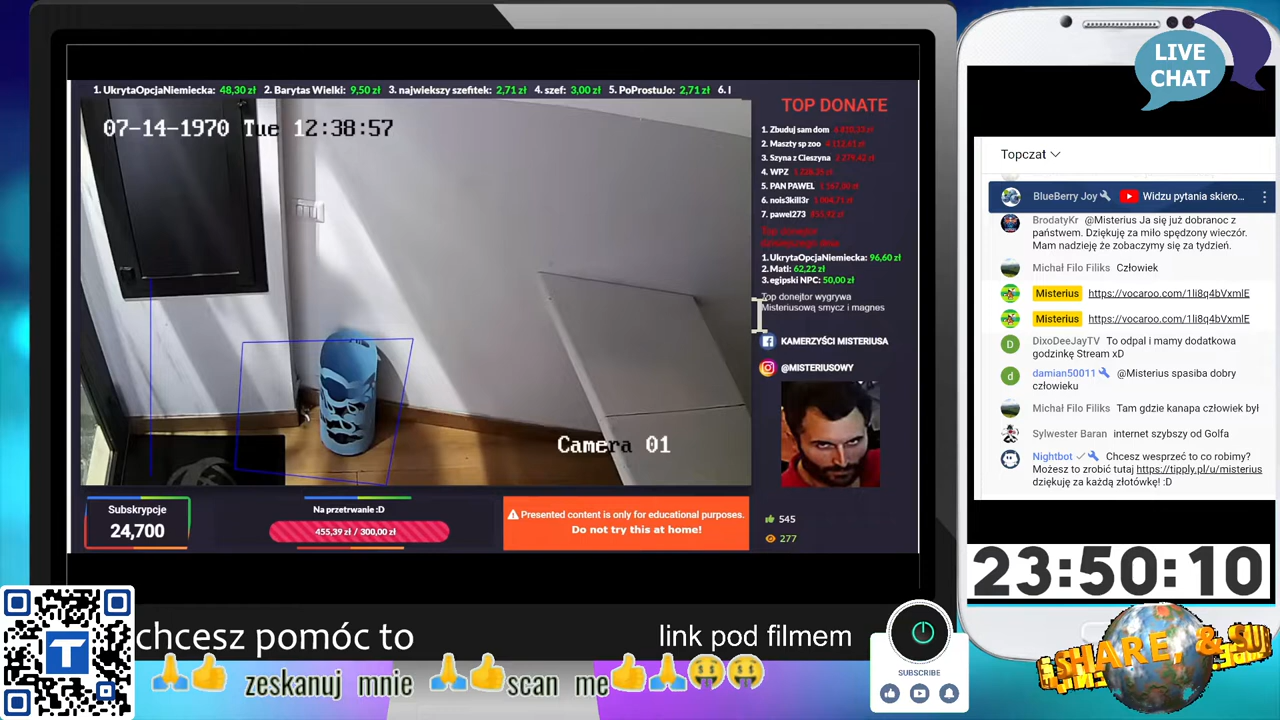 1. UkrytaOpcjaNiemiecka: 48,30 zł 2. Barytas Wielki: 9,50 zł 3. najwiekszy szefitek: 2,71 zł 4. szef: 3,00 zł 5. PoProstuJo: 2,71 zł 6. I
07-14-1970 Tue 12:38:57
Camera 01
TOP DONATE
1. Zbuduj sam dom
2. Maszty sp zoo
3. Szyna z Cieszyna 2 279,42 zł
4. WPZ
5. PAN PAWEŁ
6. nois3kill3r
7. pawel273
Top donejtor
1.UkrytaOpcjaNiemiecka: 96,60 zł
2.Mati: 62,22 zł
3.egipski NPC: 50,00 zł
Top donejtor wygrywa
Misteriusową smycz i magnes
KAMERZYŚCI MISTERIUSA
@MISTERIUSOWY
545
277
Subskrypcje
24,700
Na przetrwanie :D
455,39 zł / 300,00 zł
Presented content is only for educational purposes.
Do not try this at home!
LIVE
CHAT
Topczat
BlueBerry Joy Widzu pytania skiero...
BrodatyKr @Misterius Ja się już dobranoc z
państwem. Dziękuję za miło spędzony wieczór.
Mam nadzieję że zobaczymy się za tydzień.
Michał Filo Filiks Człowiek
Misterius https://vocaroo.com/1li8q4bVxmlE
Misterius https://vocaroo.com/1li8q4bVxmlE
D DixoDeeJayTV To odpal i mamy dodatkowa
godzinkę Stream xD
d damian50011 @Misterius spasiba dobry
człowieku
Michał Filo Filiks Tam gdzie kanapa człowiek był
Sylwester Baran internet szybszy od Golfa
Nightbot Chcesz wesprzeć to co robimy?
Możesz to zrobić tutaj https://tipply.pl/u/misterius
dziękuję za każdą złotówkę! :D
23:50:10
T
chcesz pomóc to
link pod filmem
zeskanuj mnie
scan me
SUBSCRIBE
SHARE, & SU